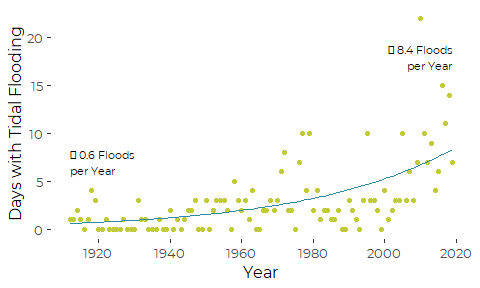 20
15
10
5
0
Days with Tidal Flooding
8.4 Floods
per Year
0.6 Floods
per Year
1920 1940 1960 1980 2000 2020
Year